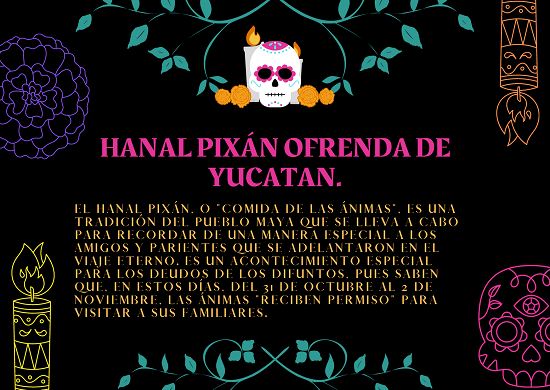 HANAL PIXÁN OFRENDA DE
YUCATAN.
EL HANAL PIXÁN, O "COMIDA DE LAS ÁNIMAS", ES UNA
TRADICIÓN DEL PUEBLO MAYA QUE SE LLEVA A CABO
PARA RECORDAR DE UNA MANERA ESPECIAL A LOS
AMIGOS Y PARIENTES QUE SE ADELANTARON EN EL
VIAJE ETERNO. ES UN ACONTECIMIENTO ESPECIAL
PARA LOS DEUDOS DE LOS DIFUNTOS, PUES SABEN
QUE, EN ESTOS DÍAS, DEL 31 DE OCTUBRE AL 2 DE
NOVIEMBRE, LAS ÁNIMAS "RECIBEN PERMISO" PARA
VISITAR A SUS FAMILIARES.